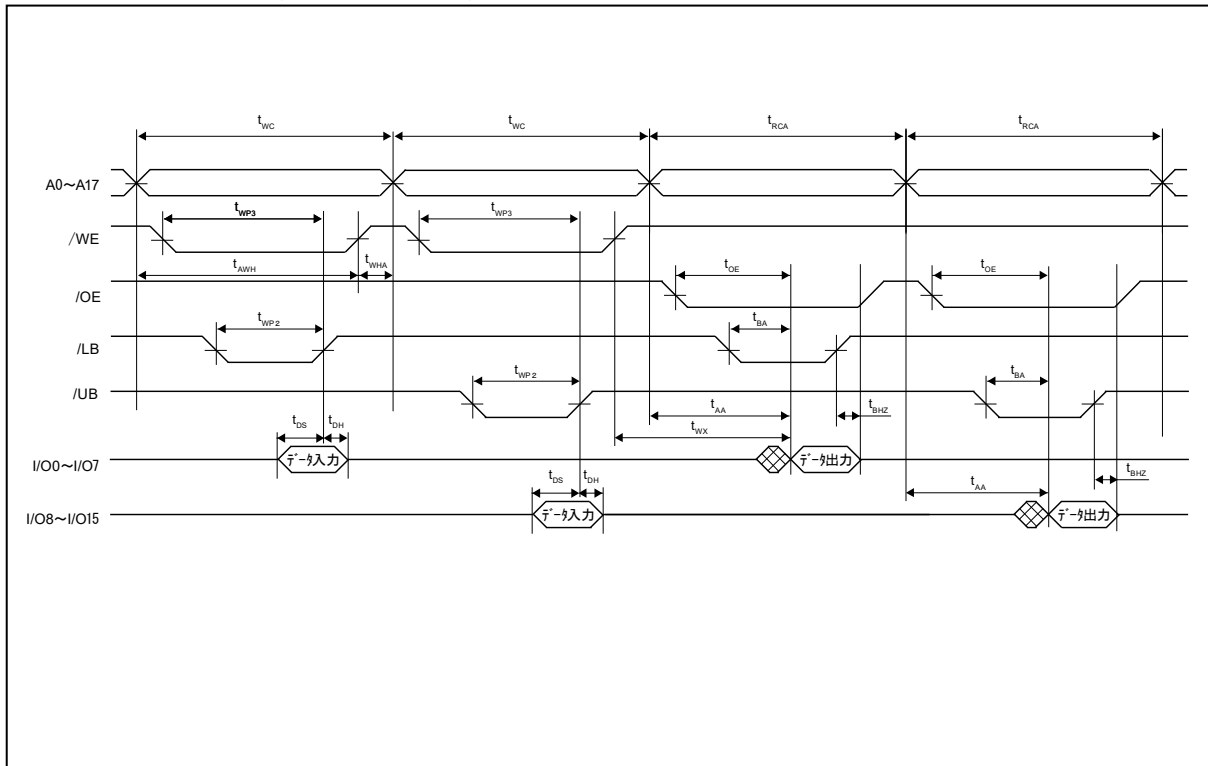 tWC tWC tRCA tRCA
A0～A17
tWP3 tWP3
/WE
tAWH tWHA tOE tOE
/OE
tWP2 tBA
/LB
tWP2 tBA
/UB
tDS tDH tAA tBHZ
tWX
I/O0～I/O7 データ入力 データ出力
tDS tDH tAA tBHZ
I/O8～I/O15 データ入力 データ出力